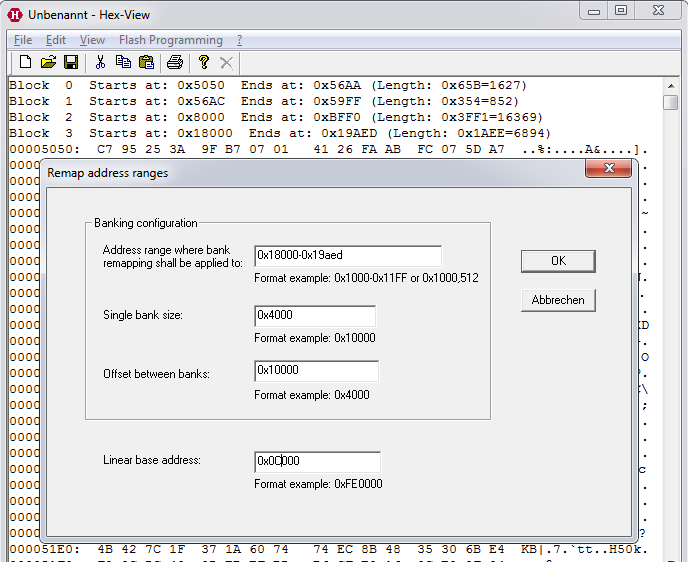 Unbenannt - Hex-View
File Edit View Flash Programming ?
Block 0 Starts at: 0x5050 Ends at: 0x56AA (Length: 0x65B=1627)
Block 1 Starts at: 0x56AC Ends at: 0x59FF (Length: 0x354=852)
Block 2 Starts at: 0x8000 Ends at: 0xBFF0 (Length: 0x3FF1=16369)
Block 3 Starts at: 0x18000 Ends at: 0x19AED (Length: 0x1AEE=6894)
00005050: C7 95 25 3A 9F B7 07 01 41 26 FA AB FC 07 5D A7 ..%:....A&....].
Remap address ranges
Banking configuration
Address range where bank
remapping shall be applied to:
0x18000-0x19aed
Format example: 0x1000-0x11FF or 0x1000,512
OK
Abbrechen
Single bank size:
0x4000
Format example: 0x10000
Offset between banks:
0x10000
Format example: 0x4000
Linear base address:
0x0C000
Format example: 0xFE0000
000051E0: 4B 42 7C 1F 37 1A 60 74 74 EC 8B 48 35 30 6B E4 KB|.7.`tt..H50k.